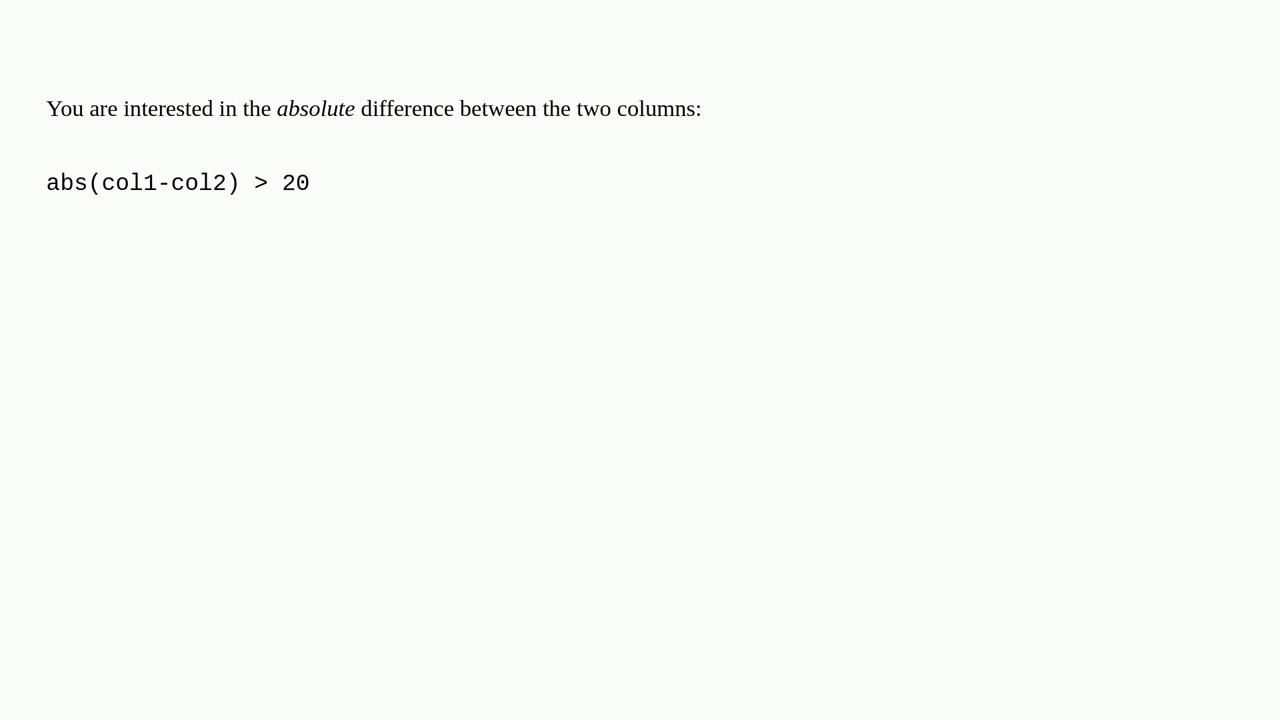 You are interested in the absolute difference between the two columns:
abs(col1-col2) > 20